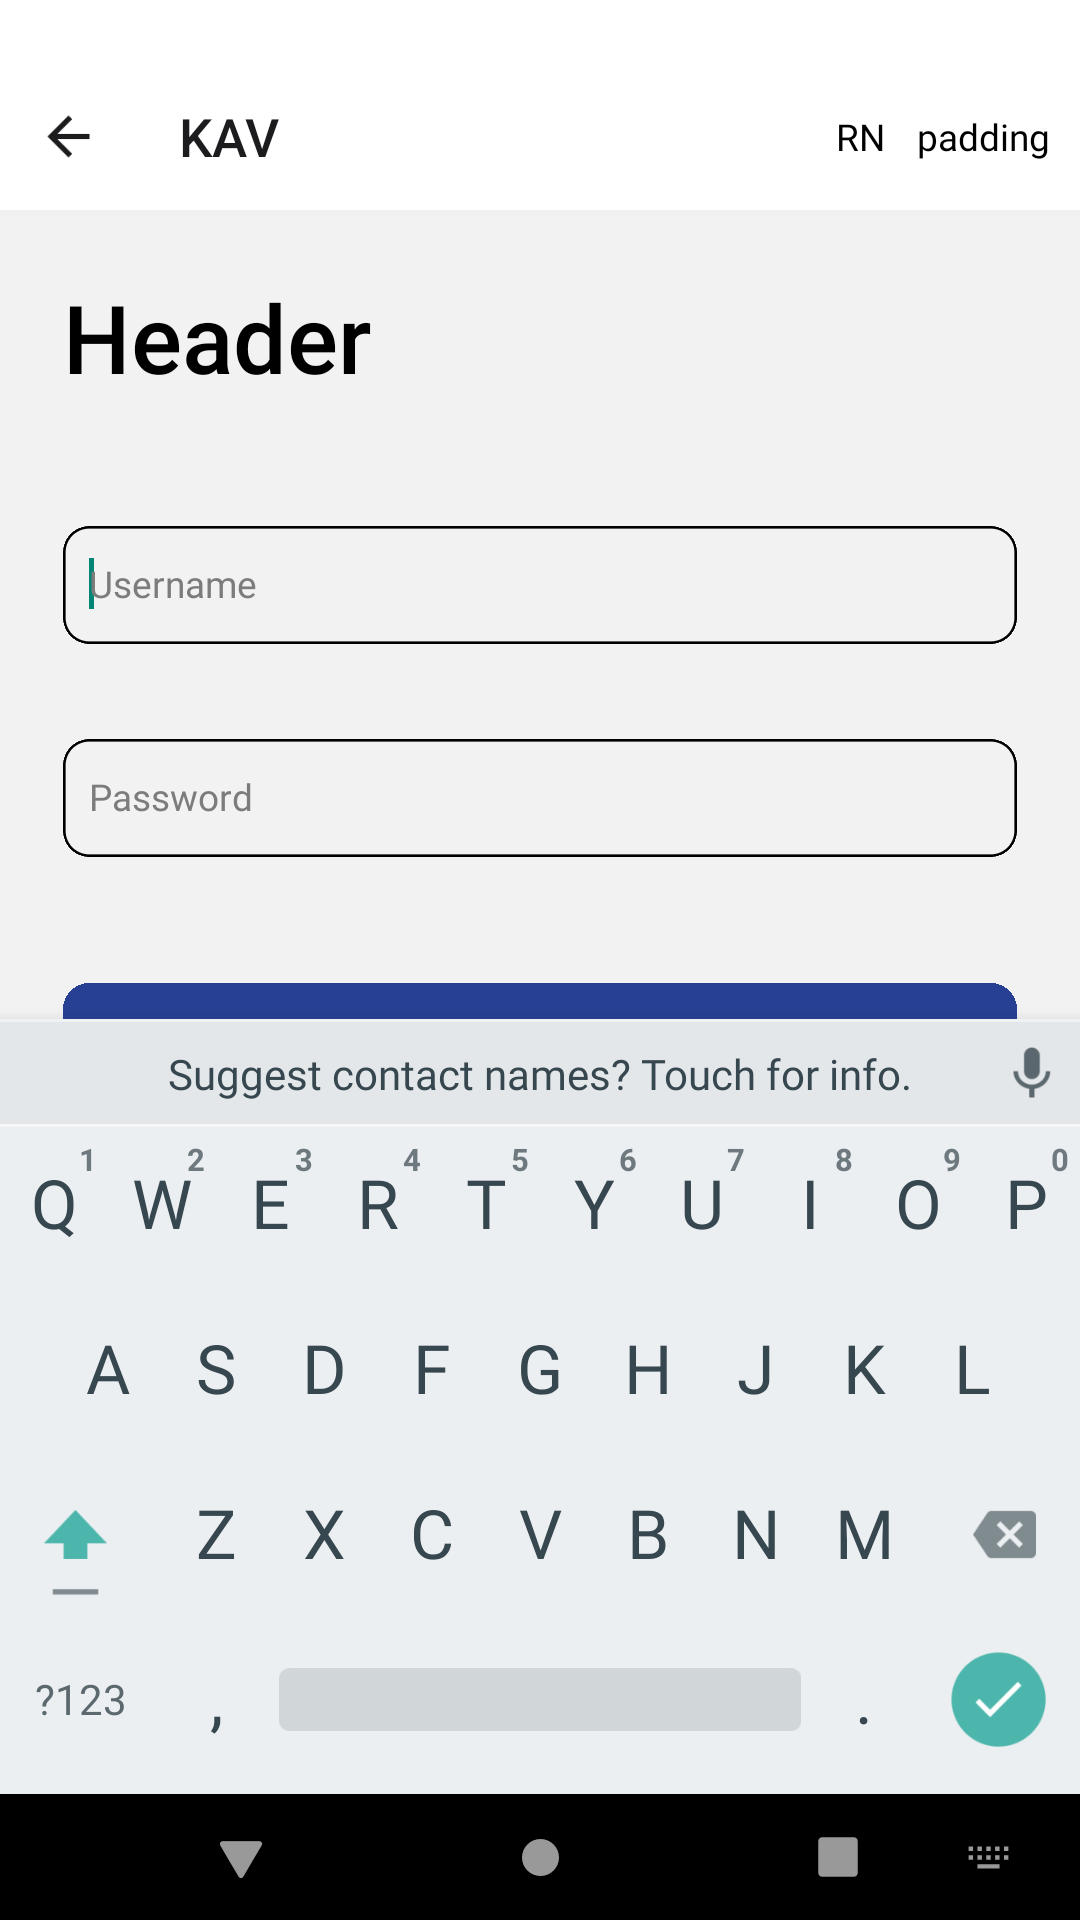 KAV RN padding
Header
Username
Password
Suggest contact names? Touch for info.
1 2 3 4 5 6 7 8 9 0
Q W E R T Y U I O P
A S D F G H J K L
Z X C V B N M
?123 , .